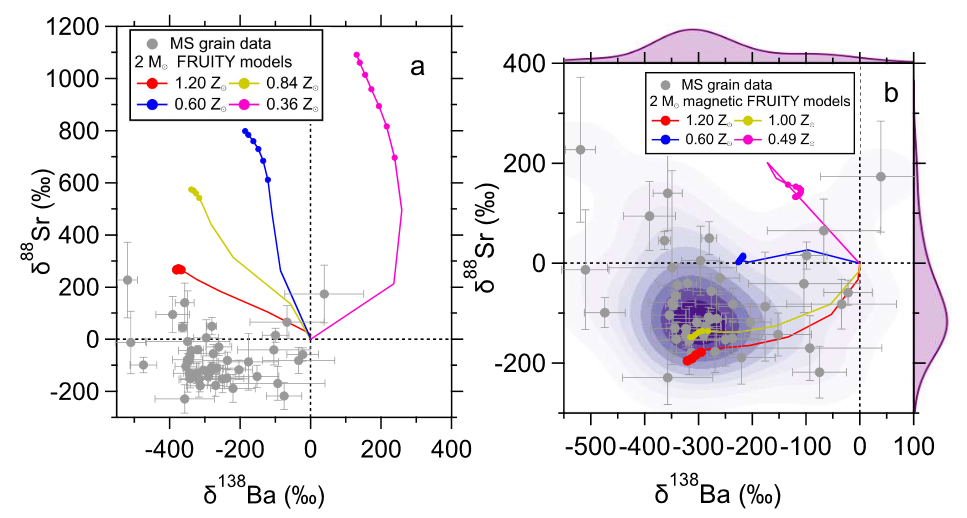 1200
1000
800
600
400
200
0
-200
δ⁸⁸Sr (‰)
MS grain data
2 M☉ FRUITY models
1.20 Z☉ 0.84 Z☉
0.60 Z☉ 0.36 Z☉
a
-400 -200 0 200 400
δ¹³⁸Ba (‰)
400
200
0
-200
δ⁸⁸Sr (‰)
MS grain data
2 M☉ magnetic FRUITY models
1.20 Z☉ 1.00 Z☉
0.60 Z☉ 0.49 Z☉
b
-500 -400 -300 -200 -100 0 100
δ¹³⁸Ba (‰)